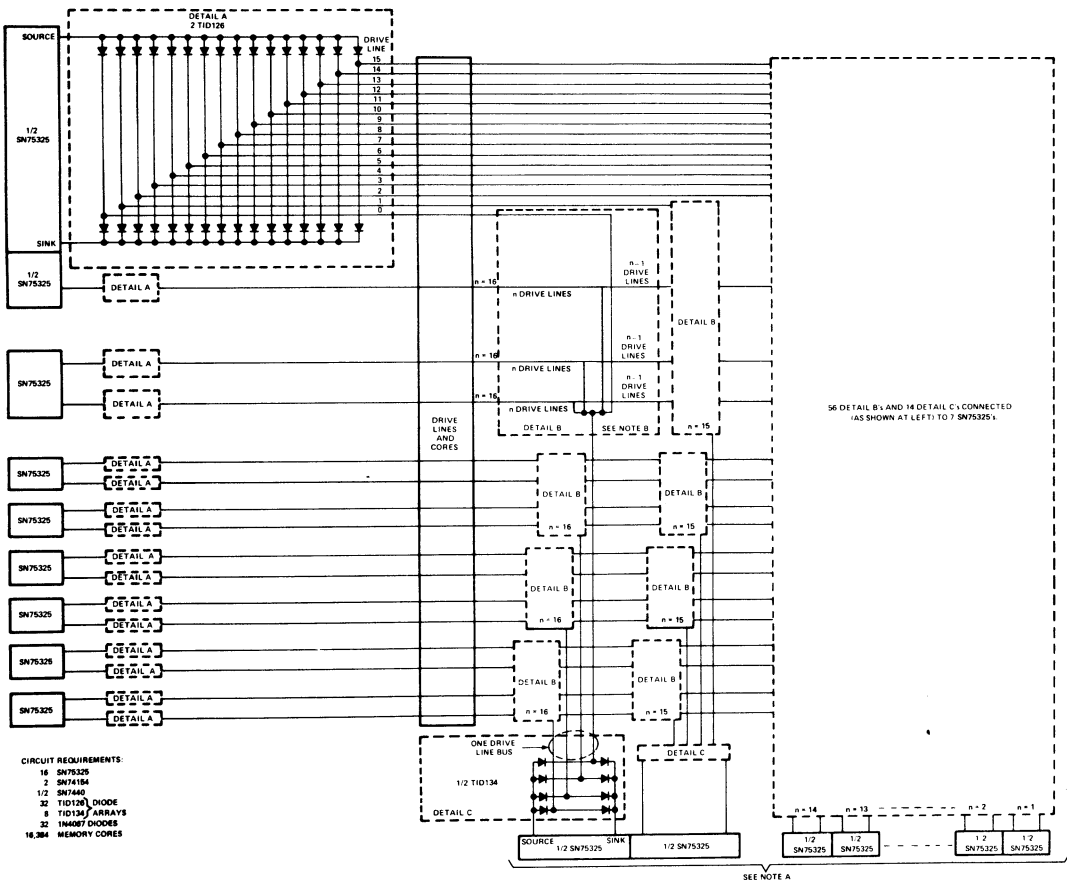 DETAIL A
2 TID126
SOURCE
DRIVE
LINE
15
14
13
12
11
10
9
8
7
6
5
4
3
2
1
0
1/2
SN75325
SINK
1/2
SN75325
DETAIL A
n = 16
n DRIVE LINES
n-1
DRIVE
LINES
DETAIL B
SN75325
DETAIL A
n = 16
n DRIVE LINES
n-1
DRIVE
LINES
DETAIL A
n = 16
n DRIVE LINES
n-1
DRIVE
LINES
DETAIL B
SEE NOTE B
n = 15
DRIVE
LINES
AND
CORES
56 DETAIL B's AND 14 DETAIL C's CONNECTED
(AS SHOWN AT LEFT) TO 7 SN75325's.
SN75325
DETAIL A
DETAIL A
DETAIL B
DETAIL B
SN75325
DETAIL A
DETAIL A
n = 16
n = 15
SN75325
DETAIL A
DETAIL A
DETAIL B
DETAIL B
SN75325
DETAIL A
DETAIL A
n = 16
n = 15
SN75325
DETAIL A
DETAIL A
DETAIL B
DETAIL B
SN75325
DETAIL A
DETAIL A
n = 16
n = 15
ONE DRIVE
LINE BUS
DETAIL C
1/2 TID134
DETAIL C
CIRCUIT REQUIREMENTS:
16 SN75325
2 SN74154
1/2 SN7440
32 TID126 } DIODE
8 TID134 } ARRAYS
32 1N4087 DIODES
16,384 MEMORY CORES
SOURCE
SINK
1/2 SN75325
1/2 SN75325
n = 14
n = 13
n = 2
n = 1
1/2
SN75325
1/2
SN75325
1/2
SN75325
1/2
SN75325
SEE NOTE A